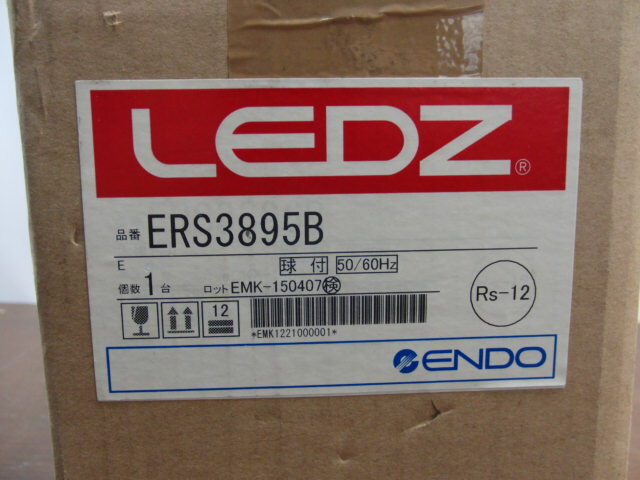 LEDZ®
品番 ERS3895B
E 球付 50/60Hz
個数 1 台 ロット EMK-150407 検
Rs-12
12
*EMK1221000001*
ENDO